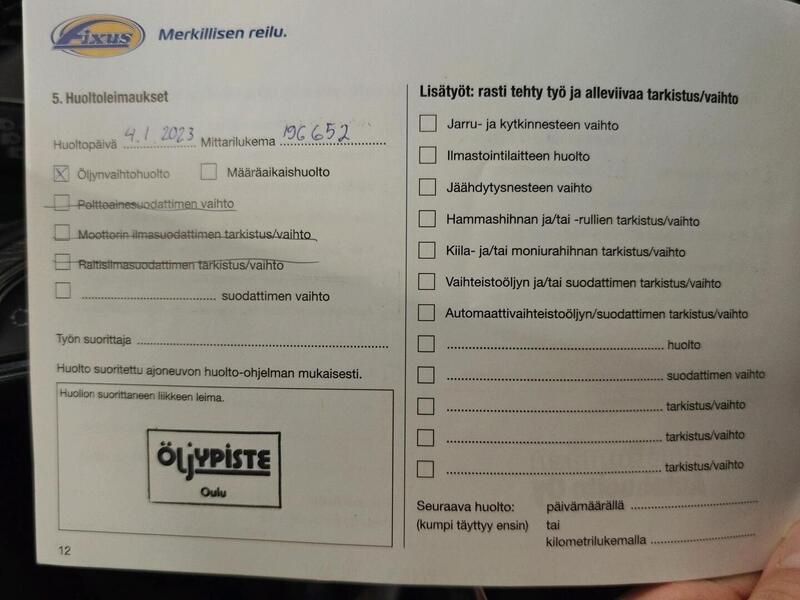 Fixus Merkillisen reilu.
5. Huoltoleimaukset
Huoltopäivä 4.1.2023 Mittarilukema 196652
Öljynvaihtohuolto Määräaikaishuolto
Polttoainesuodattimen vaihto
Moottorin ilmasuodattimen tarkistus/vaihto
Raitisilmasuodattimen tarkistus/vaihto
........................ suodattimen vaihto
Työn suorittaja ........................
Huolto suoritettu ajoneuvon huolto-ohjelman mukaisesti.
Huollon suorittaneen liikkeen leima.
ÖLJYPISTE
Oulu
12
Lisätyöt: rasti tehty työ ja alleviivaa tarkistus/vaihto
Jarru- ja kytkinnesteen vaihto
Ilmastointilaitteen huolto
Jäähdytysnesteen vaihto
Hammashihnan ja/tai -rullien tarkistus/vaihto
Kiila- ja/tai moniurahihnan tarkistus/vaihto
Vaihteistoöljyn ja/tai suodattimen tarkistus/vaihto
Automaattivaihteistoöljyn/suodattimen tarkistus/vaihto
........................ huolto
........................ suodattimen vaihto
........................ tarkistus/vaihto
........................ tarkistus/vaihto
........................ tarkistus/vaihto
Seuraava huolto: päivämäärällä ........................
(kumpi täyttyy ensin) tai
kilometrilukemalla ........................